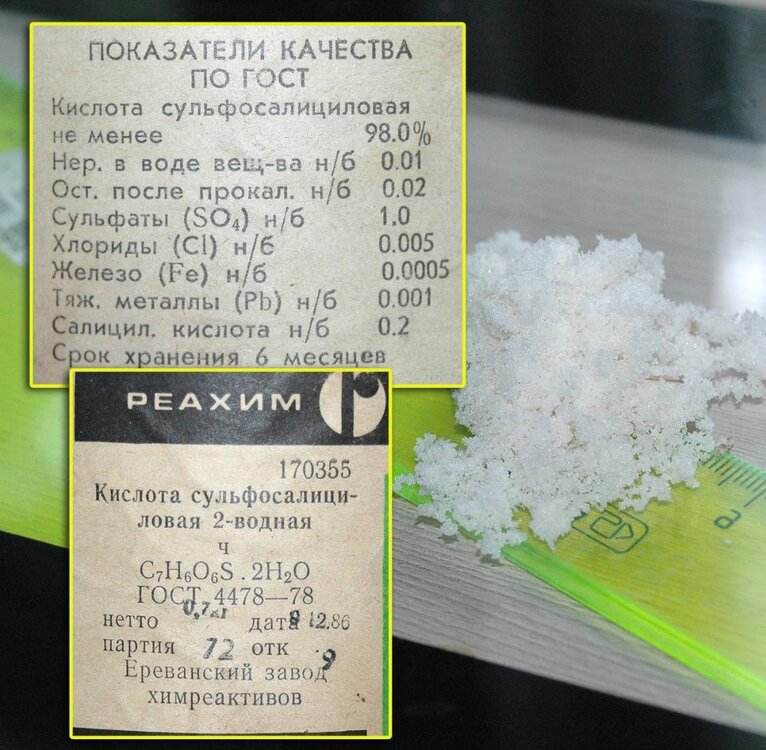 ПОКАЗАТЕЛИ КАЧЕСТВА
ПО ГОСТ
Кислота сульфосалициловая
не менее 98.0%
Нер. в воде вещ-ва н/б 0.01
Ост. после прокал. н/б 0.02
Сульфаты (SO₄) н/б 1.0
Хлориды (Cl) н/б 0.005
Железо (Fe) н/б 0.0005
Тяж. металлы (Pb) н/б 0.001
Салицил. кислота н/б 0.2
Срок хранения 6 месяцев
РЕАХИМ
170355
Кислота сульфосалици-
ловая 2-водная
ч
C₇H₆O₆S . 2H₂O
ГОСТ 4478—78
нетто дата 12.86
партия 72 отк 9
Ереванский завод
химреактивов